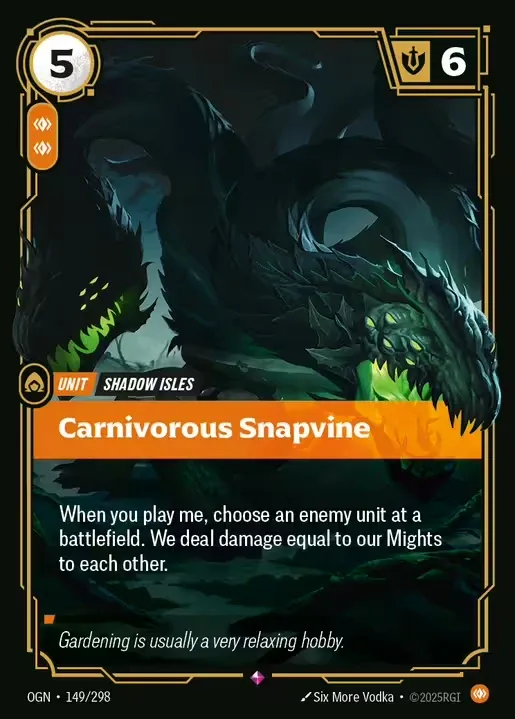 5
6
UNIT SHADOW ISLES
Carnivorous Snapvine
When you play me, choose an enemy unit at a
battlefield. We deal damage equal to our Mights
to each other.
Gardening is usually a very relaxing hobby.
OGN • 149/298 Six More Vodka • ©2025RGI